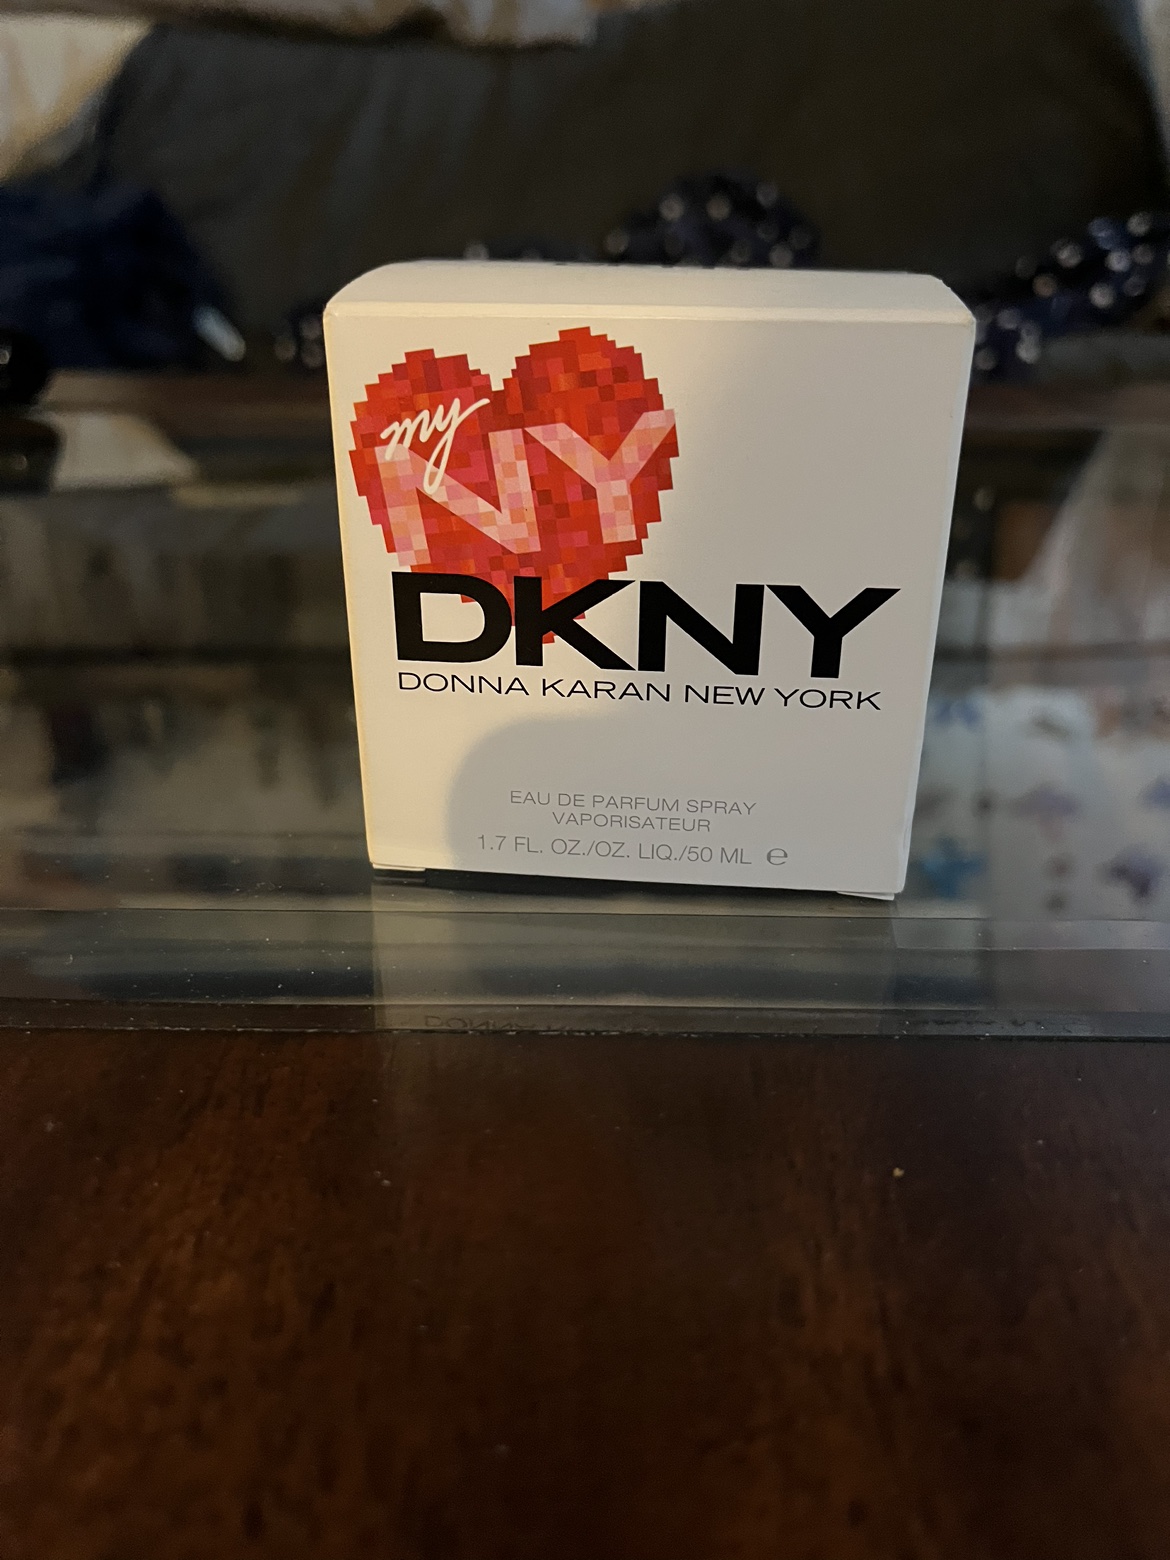 my
NY
DKNY
DONNA KARAN NEW YORK
EAU DE PARFUM SPRAY
VAPORISATEUR
1.7 FL. OZ./OZ. LIQ./50 ML ℮